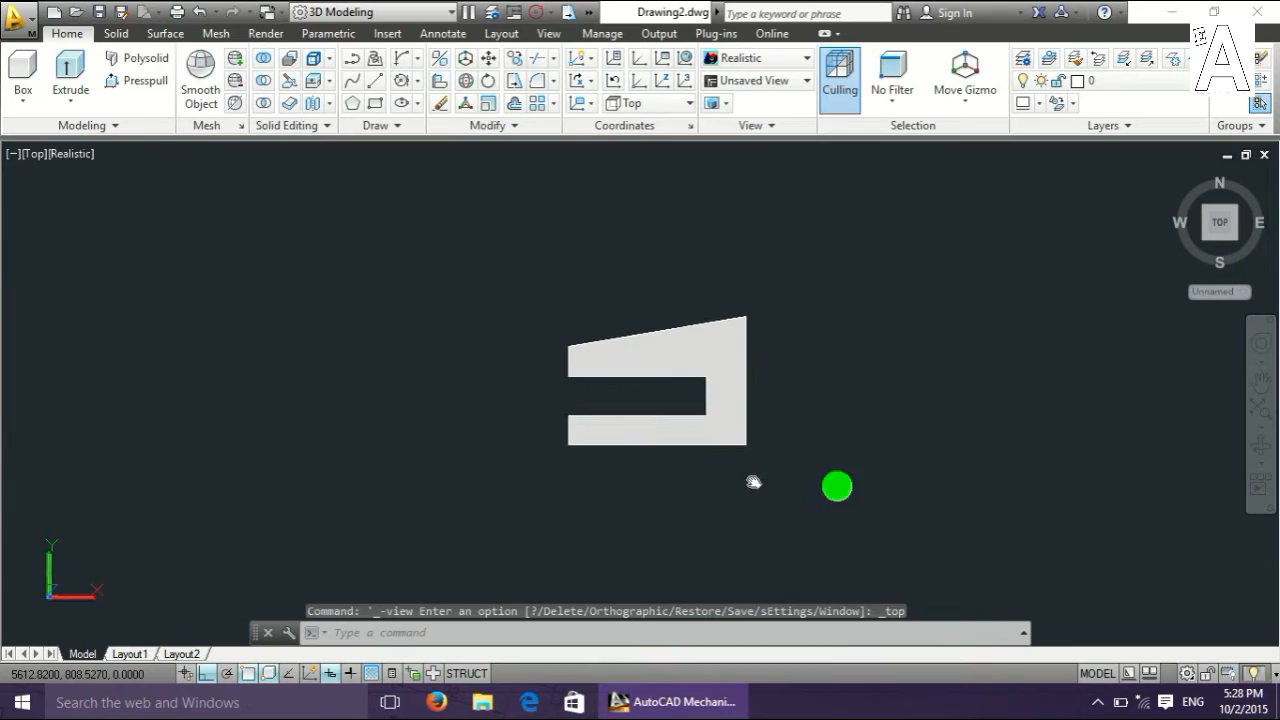 3D Modeling
Drawing2.dwg
Type a keyword or phrase
Sign In
M
Home Solid Surface Mesh Render Parametric Insert Annotate Layout View Manage Output Plug-ins Online
A
Box
Extrude
Polysolid
Presspull
Smooth
Object
Top
Realistic
Unsaved View
Culling
No Filter
Move Gizmo
0
Modeling Mesh Solid Editing Draw Modify Coordinates View Selection Layers Groups
[−][Top][Realistic]
N
W TOP E
S
Unnamed
Y
X
Command: '_-view Enter an option [?/Delete/Orthographic/Restore/Save/sEttings/Window]: _top
Type a command
Model Layout1 Layout2
5612.8200, 808.5270, 0.0000
STRUCT
MODEL
Search the web and Windows
AutoCAD Mechani...
ENG
5:28 PM
10/2/2015